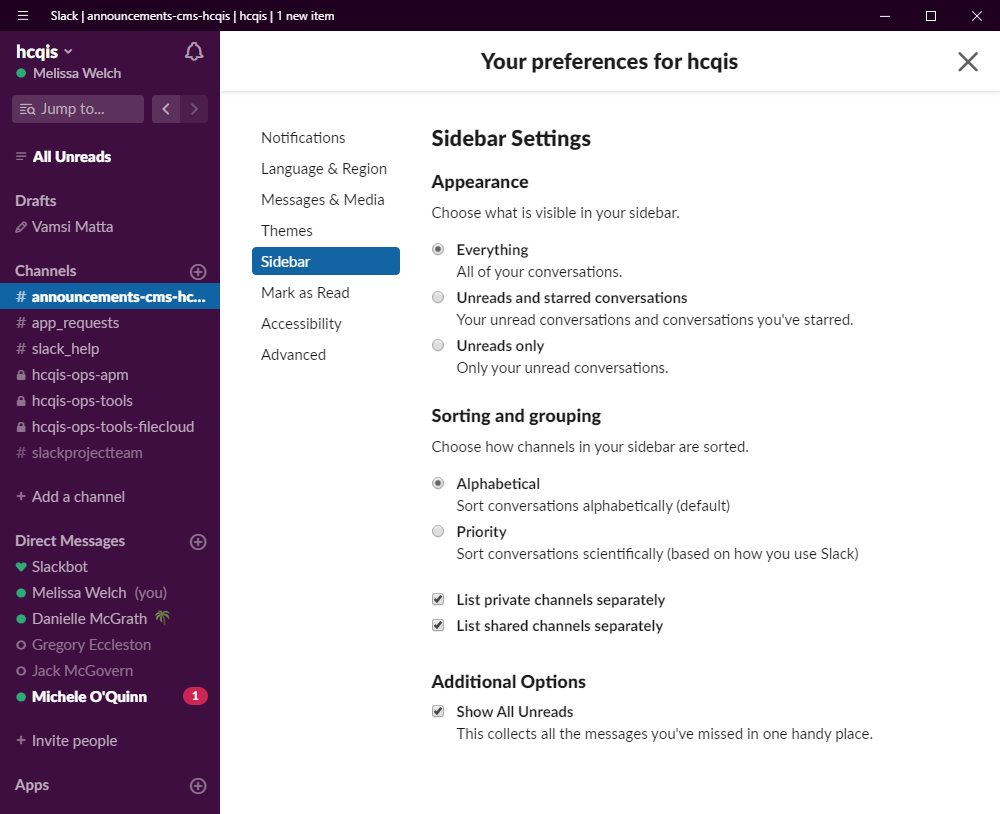 Slack | announcements-cms-hcqis | hcqis | 1 new item
hcqis
Melissa Welch
Jump to...
All Unreads
Drafts
Vamsi Matta
Channels
# announcements-cms-hc...
# app_requests
# slack_help
hcqis-ops-apm
hcqis-ops-tools
hcqis-ops-tools-filecloud
# slackprojectteam
+ Add a channel
Direct Messages
Slackbot
Melissa Welch (you)
Danielle McGrath
Gregory Eccleston
Jack McGovern
Michele O'Quinn 1
+ Invite people
Apps
Your preferences for hcqis
Notifications
Language & Region
Messages & Media
Themes
Sidebar
Mark as Read
Accessibility
Advanced
Sidebar Settings
Appearance
Choose what is visible in your sidebar.
Everything
All of your conversations.
Unreads and starred conversations
Your unread conversations and conversations you've starred.
Unreads only
Only your unread conversations.
Sorting and grouping
Choose how channels in your sidebar are sorted.
Alphabetical
Sort conversations alphabetically (default)
Priority
Sort conversations scientifically (based on how you use Slack)
List private channels separately
List shared channels separately
Additional Options
Show All Unreads
This collects all the messages you've missed in one handy place.